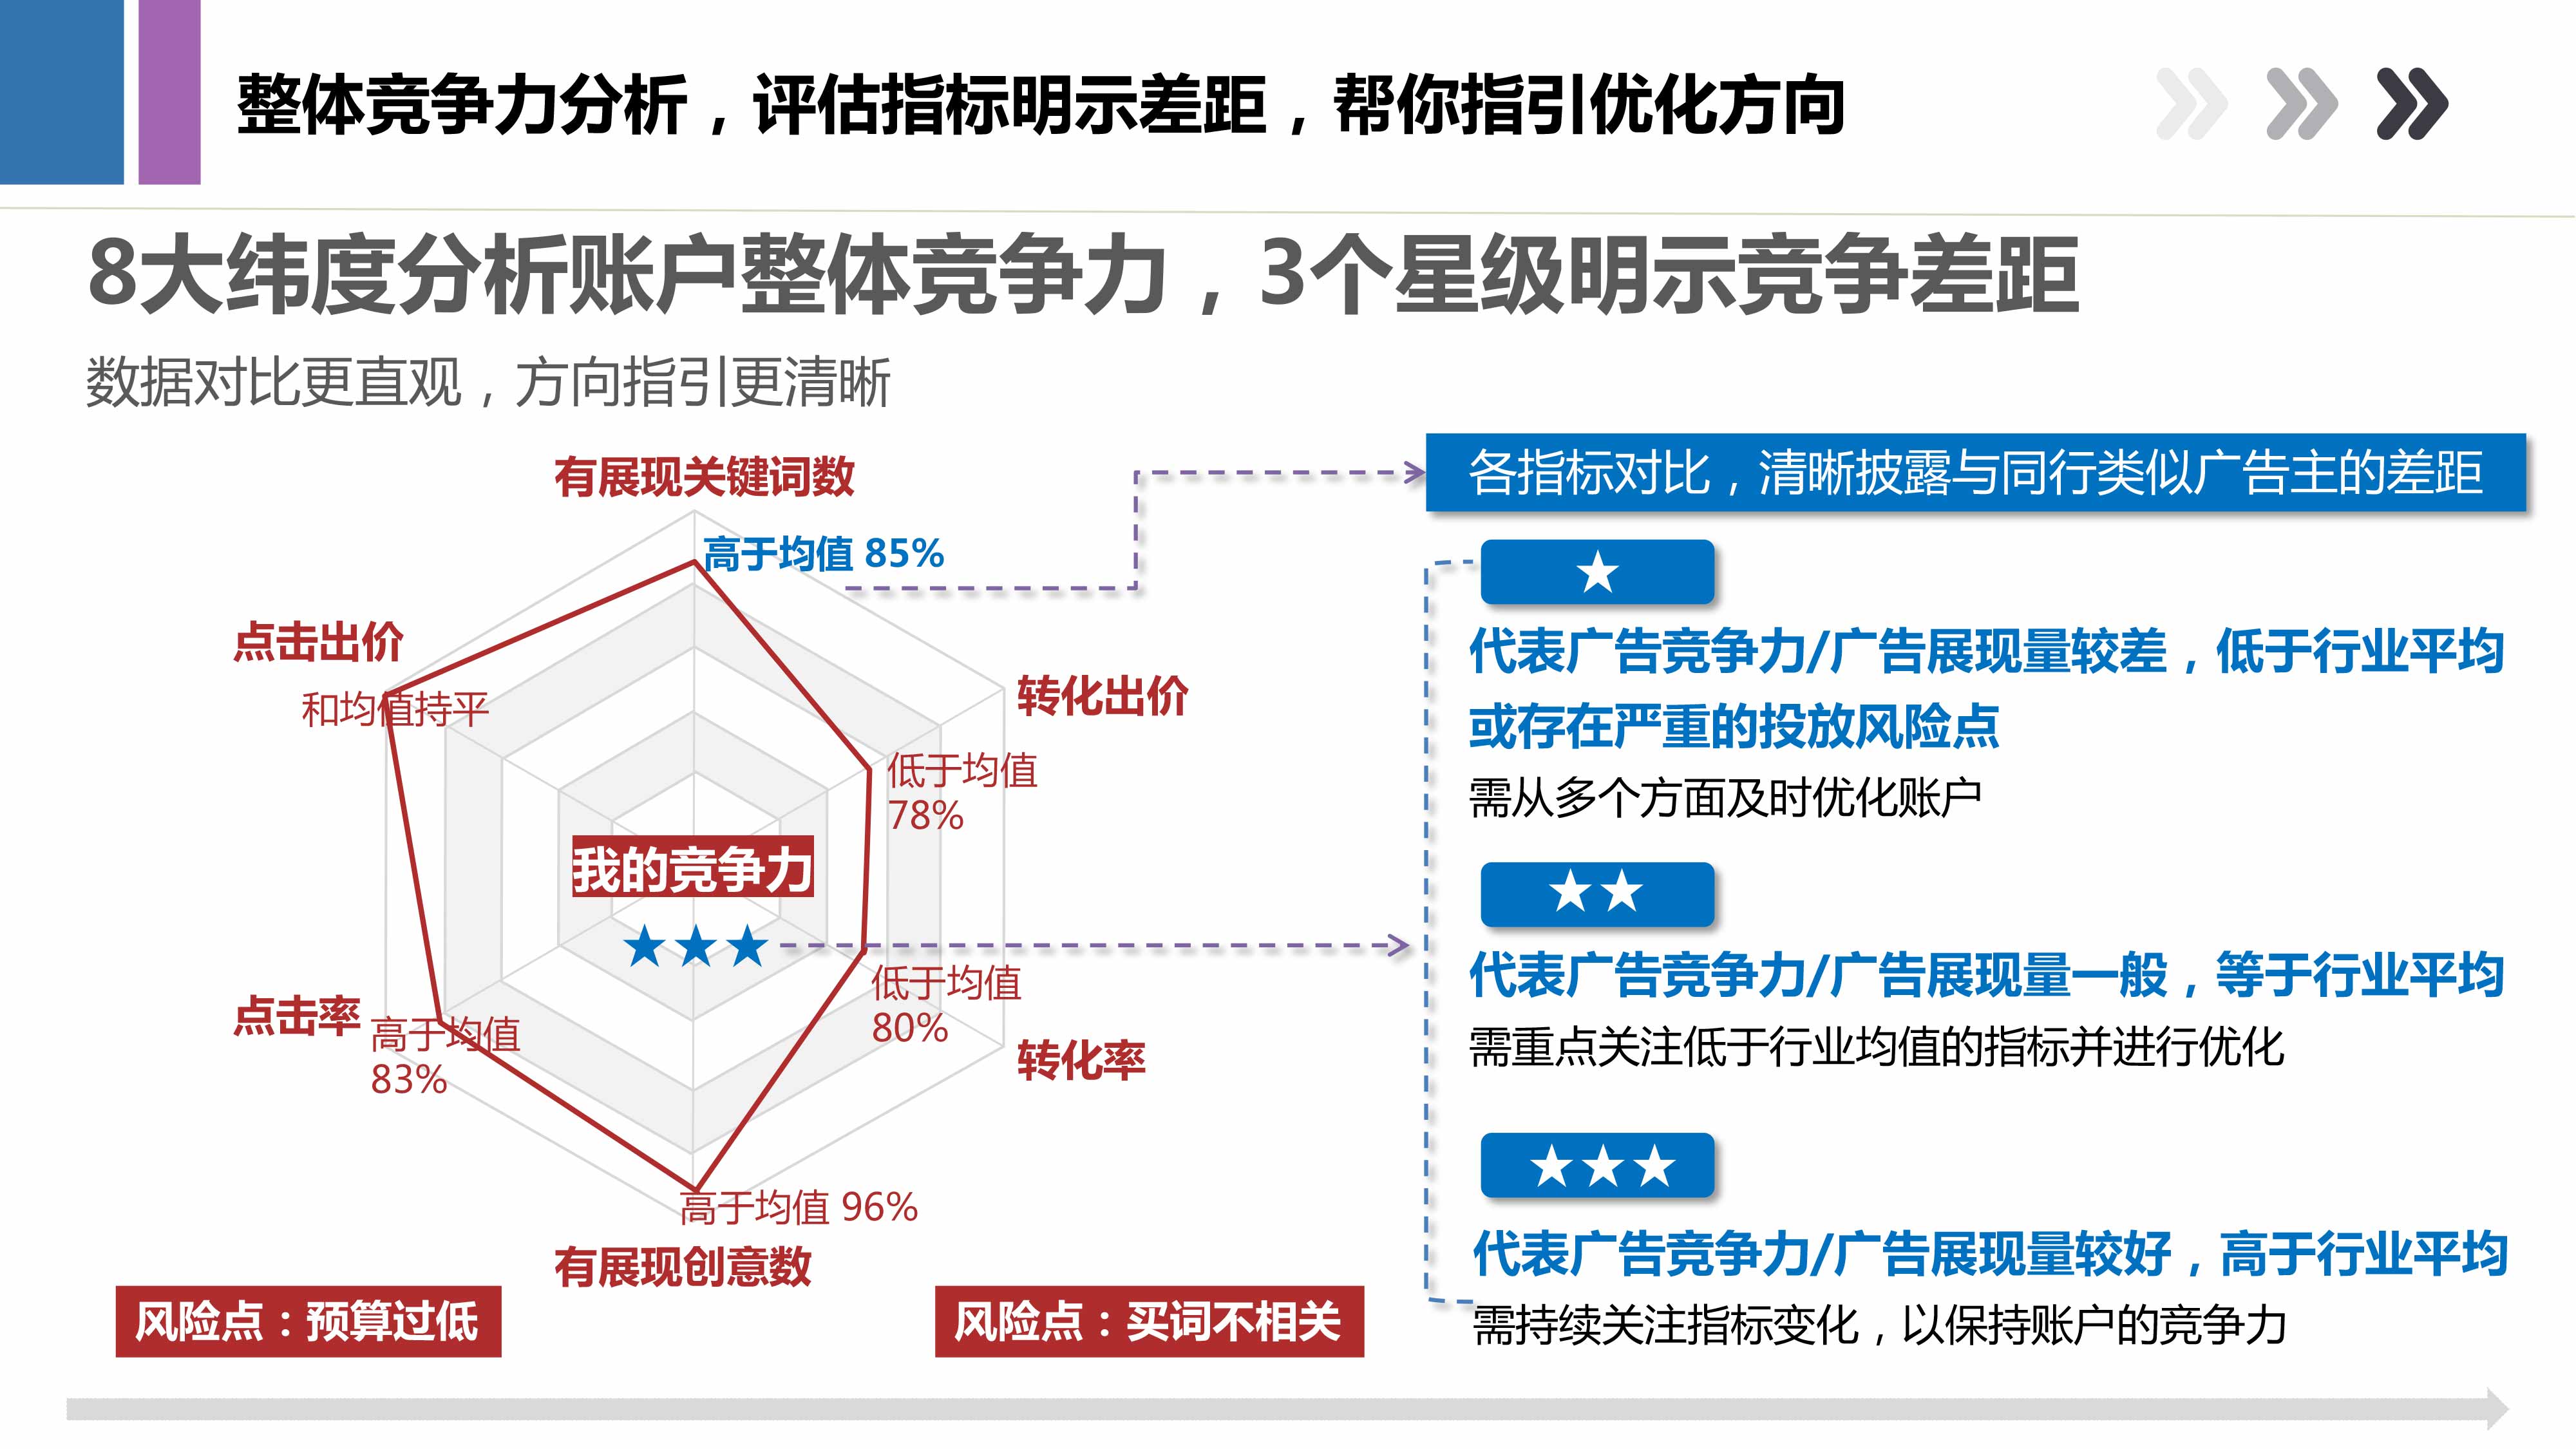 整体竞争力分析，评估指标明示差距，帮你指引优化方向
8大纬度分析账户整体竞争力，3个星级明示竞争差距
数据对比更直观，方向指引更清晰
有展现关键词数
高于均值 85%
点击出价
和均值持平
转化出价
低于均值
78%
我的竞争力
★★★
低于均值
80%
转化率
点击率
高于均值
83%
高于均值 96%
有展现创意数
风险点：预算过低
风险点：买词不相关
各指标对比，清晰披露与同行类似广告主的差距
★
代表广告竞争力/广告展现量较差，低于行业平均
或存在严重的投放风险点
需从多个方面及时优化账户
★★
代表广告竞争力/广告展现量一般，等于行业平均
需重点关注低于行业均值的指标并进行优化
★★★
代表广告竞争力/广告展现量较好，高于行业平均
需持续关注指标变化，以保持账户的竞争力